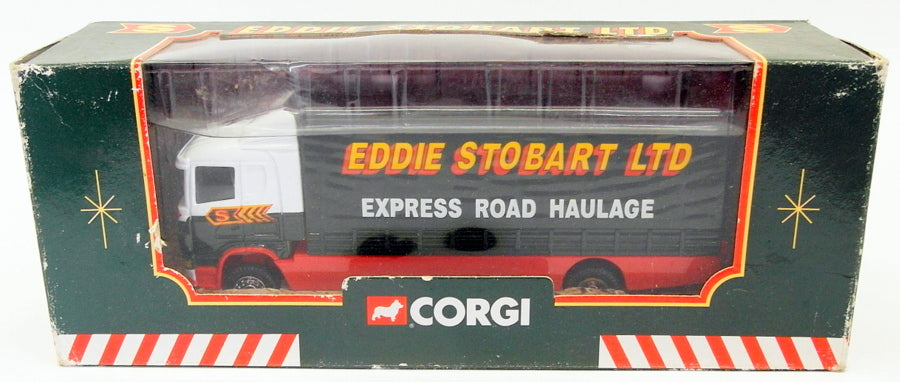 S EDDIE STOBART LTD S
EDDIE STOBART LTD
EXPRESS ROAD HAULAGE
S
CORGI